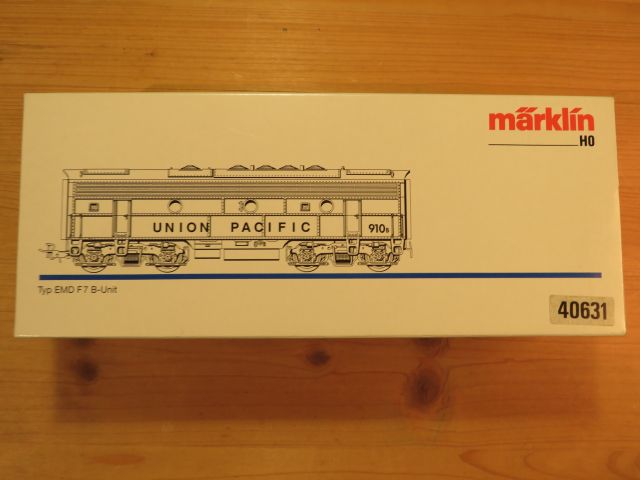 märklin
HO
UNION PACIFIC 910B
Typ EMD F7 B-Unit
40631